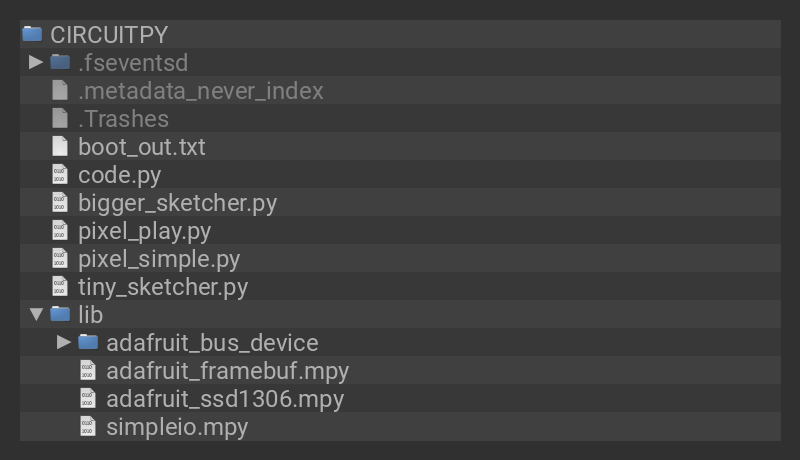 CIRCUITPY
.fseventsd
.metadata_never_index
.Trashes
boot_out.txt
code.py
bigger_sketcher.py
pixel_play.py
pixel_simple.py
tiny_sketcher.py
lib
adafruit_bus_device
adafruit_framebuf.mpy
adafruit_ssd1306.mpy
simpleio.mpy